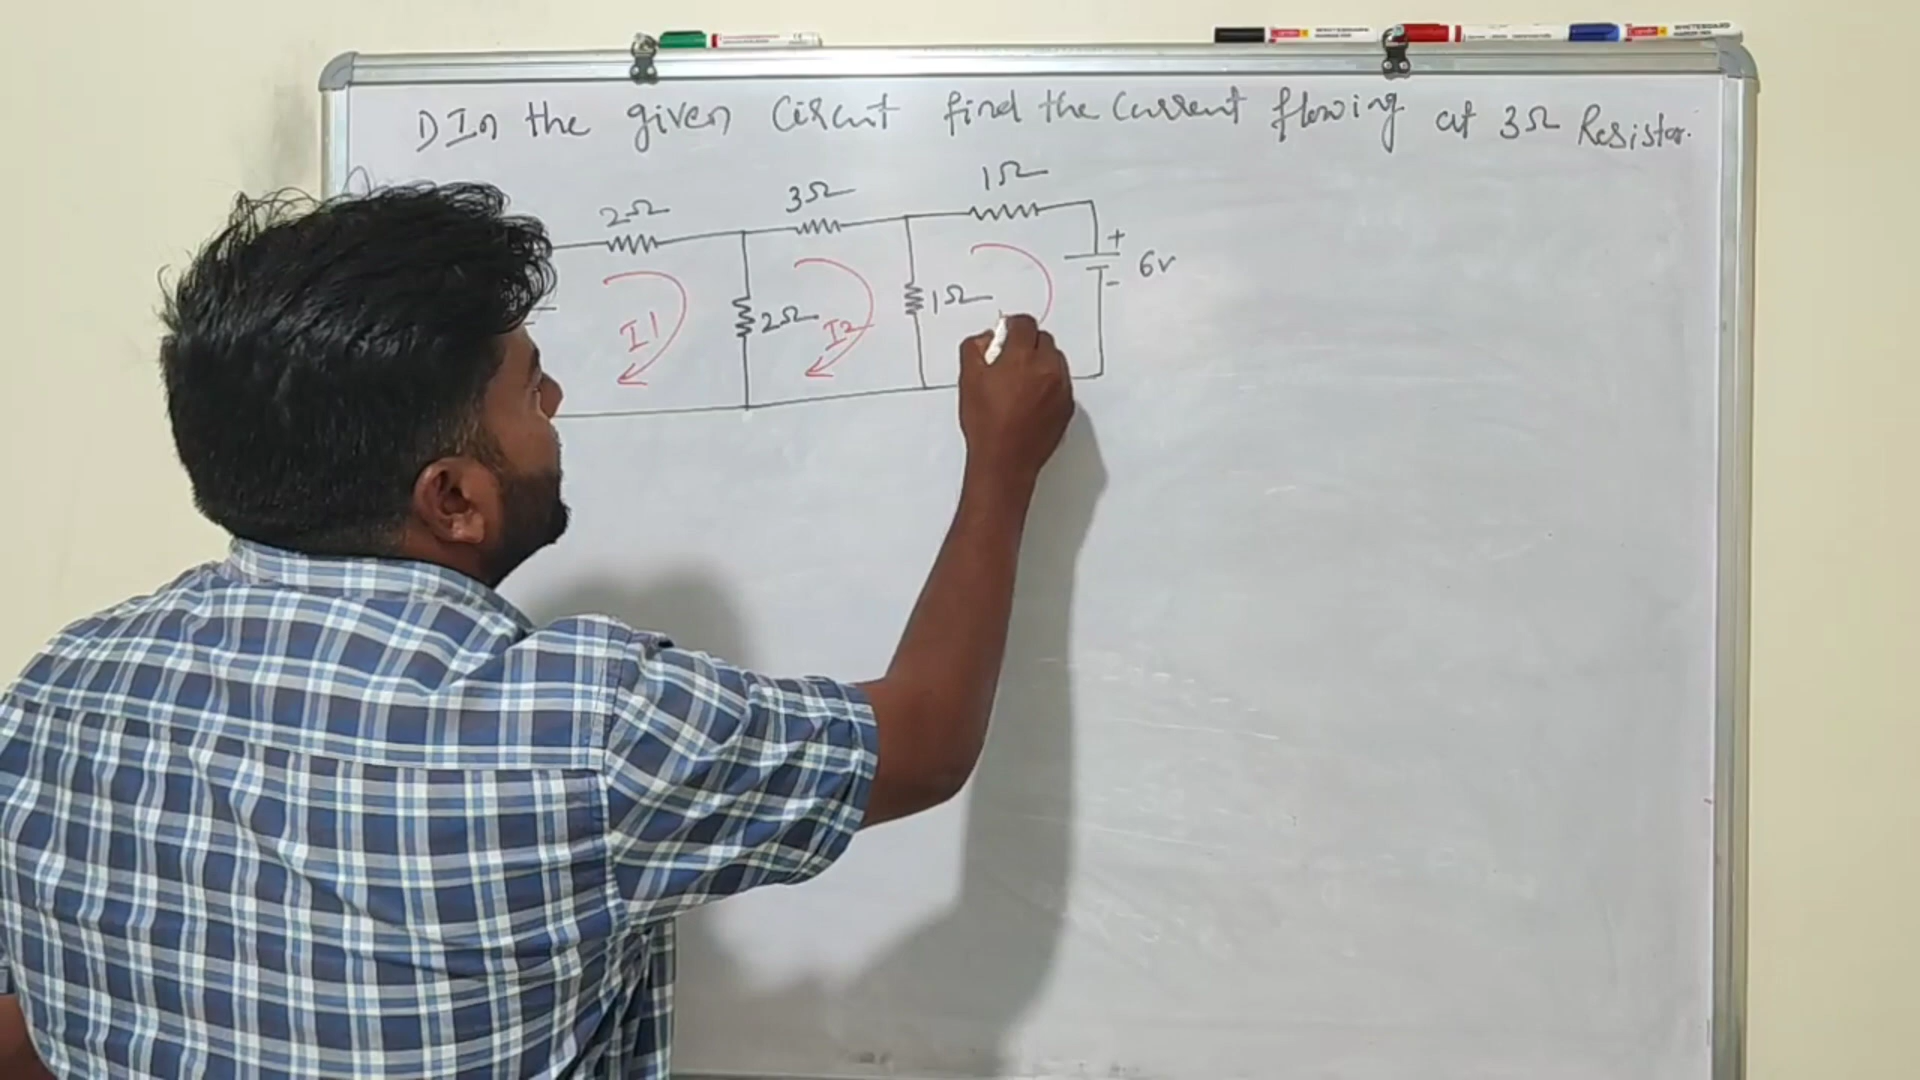 1) In the given Circut find the Current flowing at 3Ω Resistor.
2Ω 3Ω 1Ω
+
6v
-
I1 2Ω I2 1Ω